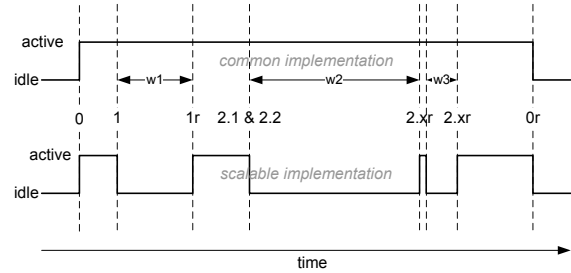 active
common implementation
idle
w1
w2
w3
0 1 1r 2.1 & 2.2 2.xr 2.xr 0r
active
scalable implementation
idle
time